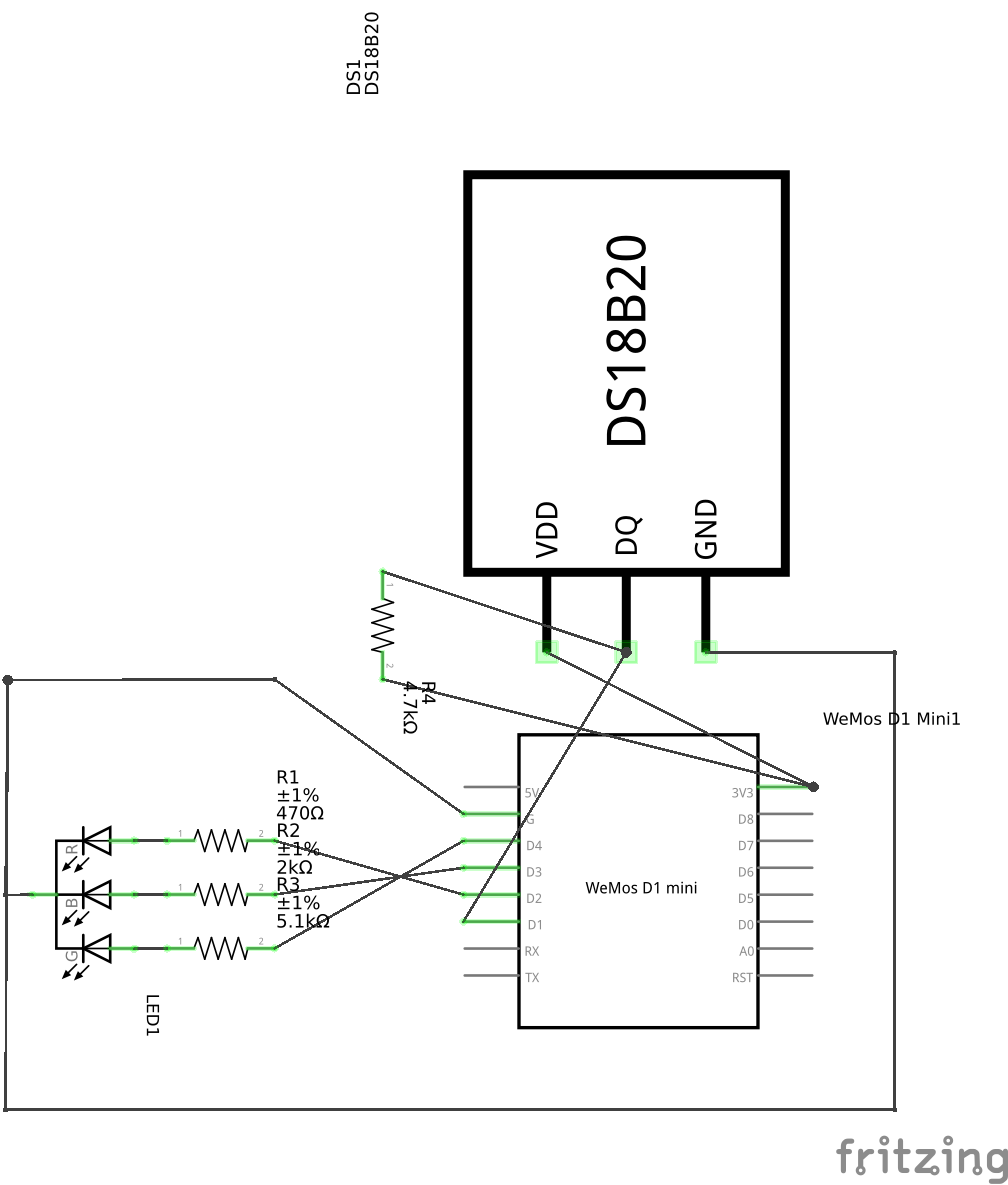 DS1
DS18B20
DS18B20
VDD
DQ
GND
1
2
R4
4.7kΩ
WeMos D1 Mini1
R1
±1%
470Ω
R2
±1%
2kΩ
R3
±1%
5.1kΩ
R
1
2
B
1
2
G
1
2
LED1
5V
G
D4
D3
D2
D1
RX
TX
WeMos D1 mini
3V3
D8
D7
D6
D5
D0
A0
RST
fritzing